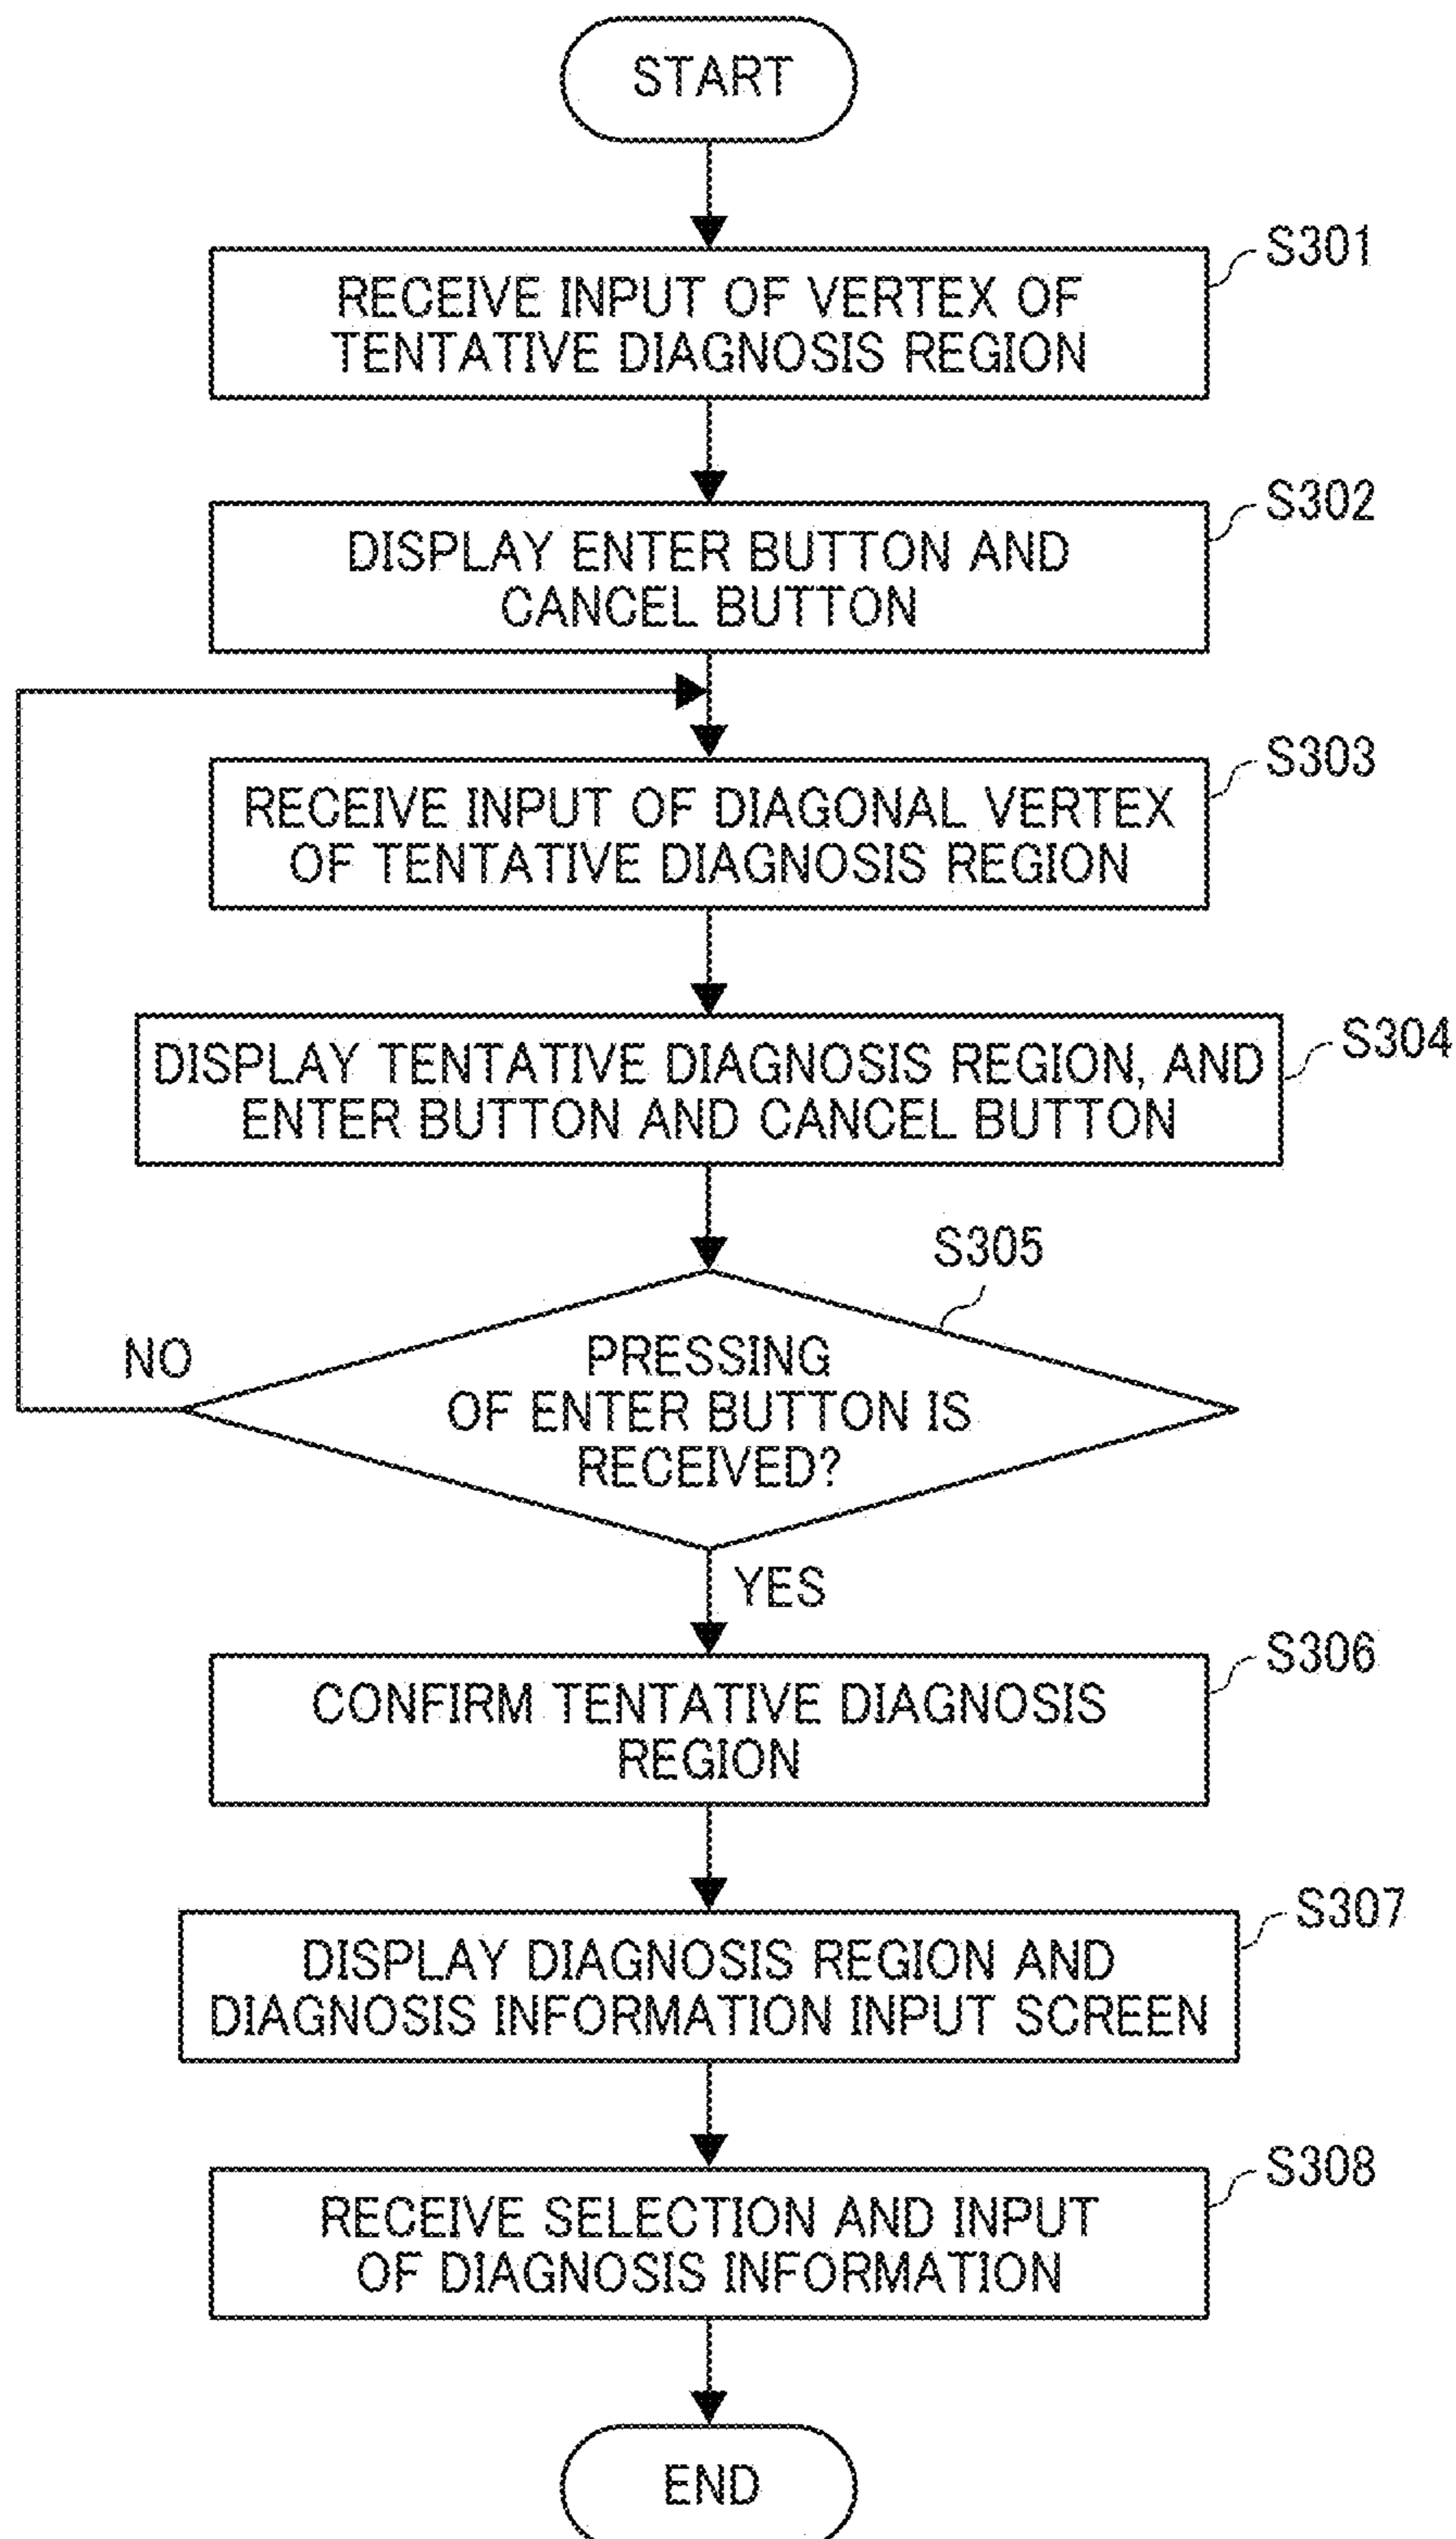 START
S301
RECEIVE INPUT OF VERTEX OF
TENTATIVE DIAGNOSIS REGION
S302
DISPLAY ENTER BUTTON AND
CANCEL BUTTON
S303
RECEIVE INPUT OF DIAGONAL VERTEX
OF TENTATIVE DIAGNOSIS REGION
S304
DISPLAY TENTATIVE DIAGNOSIS REGION, AND
ENTER BUTTON AND CANCEL BUTTON
S305
NO
PRESSING
OF ENTER BUTTON IS
RECEIVED?
YES
S306
CONFIRM TENTATIVE DIAGNOSIS
REGION
S307
DISPLAY DIAGNOSIS REGION AND
DIAGNOSIS INFORMATION INPUT SCREEN
S308
RECEIVE SELECTION AND INPUT
OF DIAGNOSIS INFORMATION
END